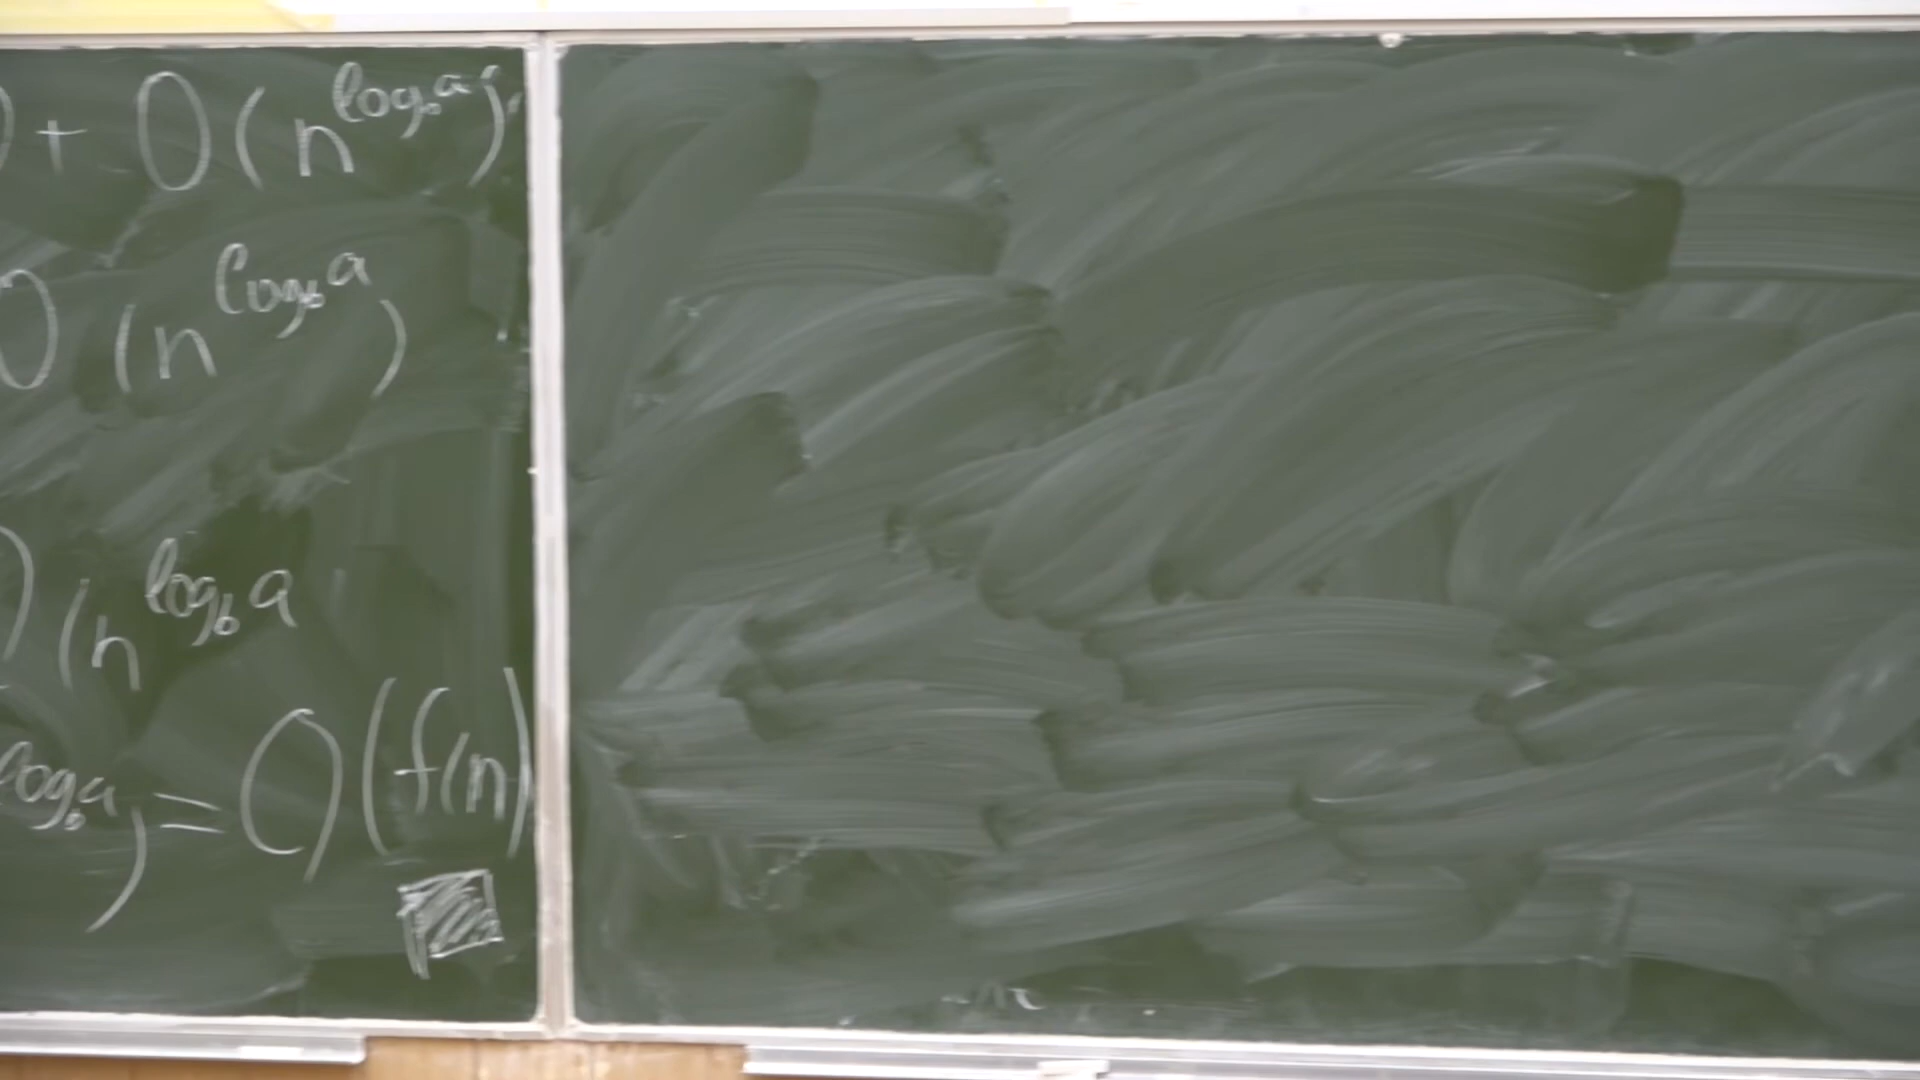 ) + O(n^{log_b a})
O(n^{log_b a})
)(n^{log_b a}
log_b a) = O(f(n))